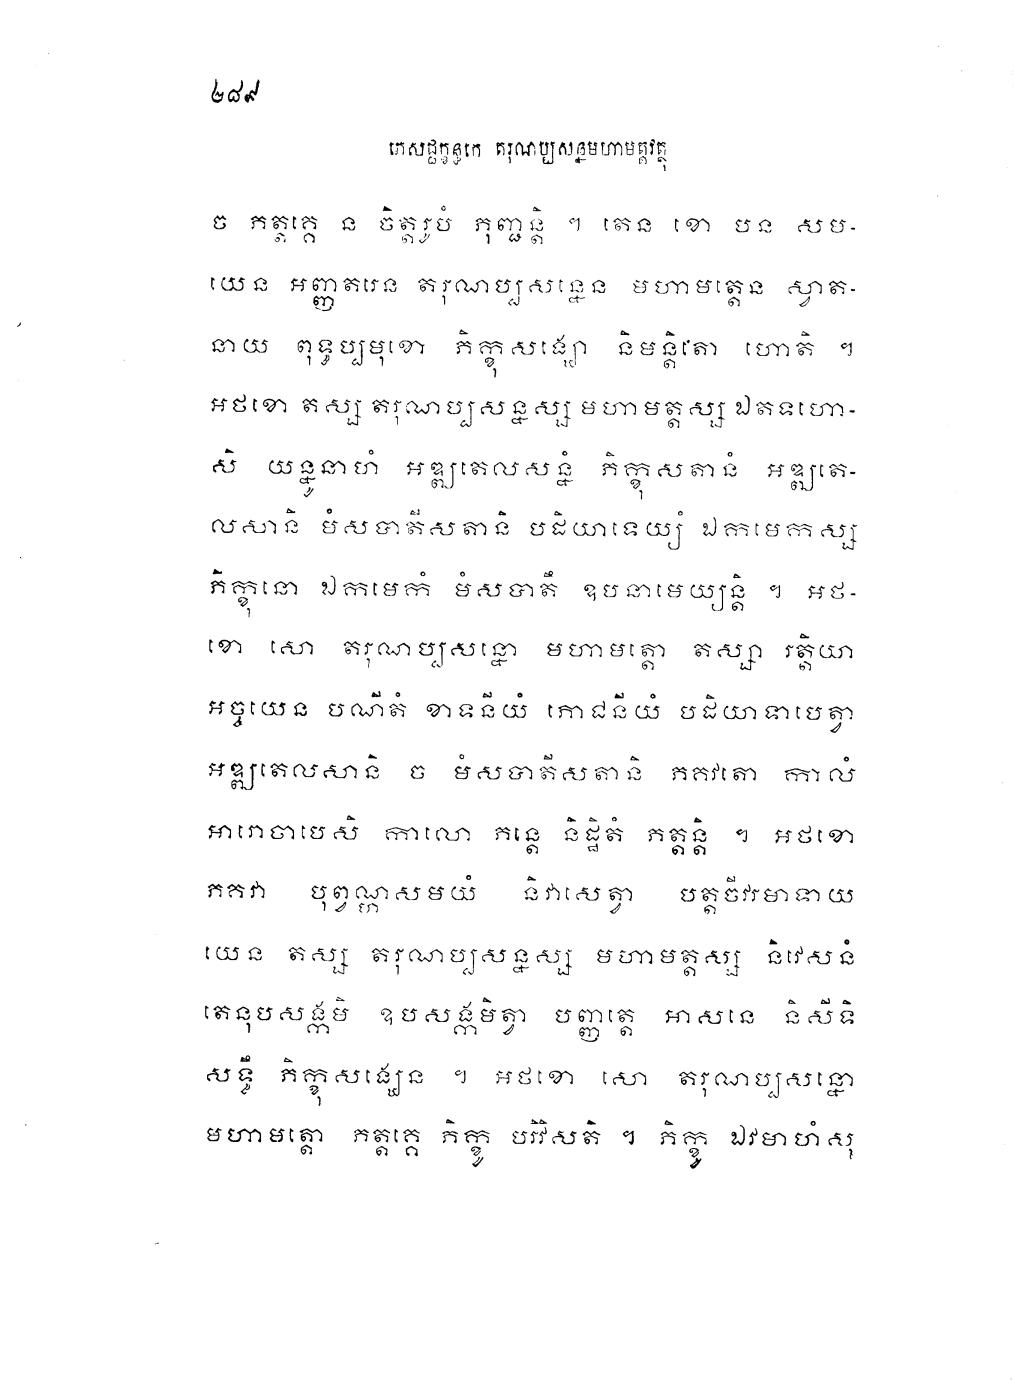 ២៨៩
ភេសជ្ជក្ខន្ធកេ តរុណប្បសន្នមហាមត្តវត្ថុ
ច ភត្តគ្គេ ន ចិត្តរូបំ ភុញ្ជន្តិ ។ តេន ខោ បន សម-
យេន អញ្ញតរេន តរុណប្បសន្នេន មហាមត្តេន ស្វាត-
នាយ ពុទ្ធប្បមុខោ ភិក្ខុសង្ឃោ និមន្តិតោ ហោតិ ។
អថខោ តស្ស តរុណប្បសន្នស្ស មហាមត្តស្ស ឯតទហោ-
សិ យន្នូនាហំ អឌ្ឍតេលសន្នំ ភិក្ខុសតានំ អឌ្ឍតេ-
លសានិ មំសចាតីសតានិ បដិយាទេយ្យំ ឯកមេកស្ស
ភិក្ខុនោ ឯកមេកំ មំសចាតឹ ឧបនាមេយ្យន្តិ ។ អថ-
ខោ សោ តរុណប្បសន្នោ មហាមត្តោ តស្សា រត្តិយា
អច្ចយេន បណីតំ ខាទនីយំ ភោជនីយំ បដិយាទាបេត្វា
អឌ្ឍតេលសានិ ច មំសចាតីសតានិ ភគវតោ កាលំ
អារោចាបេសិ កាលោ ភន្តេ និដ្ឋិតំ ភត្តន្តិ ។ អថខោ
ភគវា បុព្វណ្ហសមយំ និវាសេត្វា បត្តចីវរមាទាយ
យេន តស្ស តរុណប្បសន្នស្ស មហាមត្តស្ស និវេសនំ
តេនុបសង្កមិ ឧបសង្កមិត្វា បញ្ញត្តេ អាសនេ និសីទិ
សទ្ធឹ ភិក្ខុសង្ឃេន ។ អថខោ សោ តរុណប្បសន្នោ
មហាមត្តោ ភត្តគ្គេ ភិក្ខូ បរិវិសតិ ។ ភិក្ខូ ឯវមាហំសុ